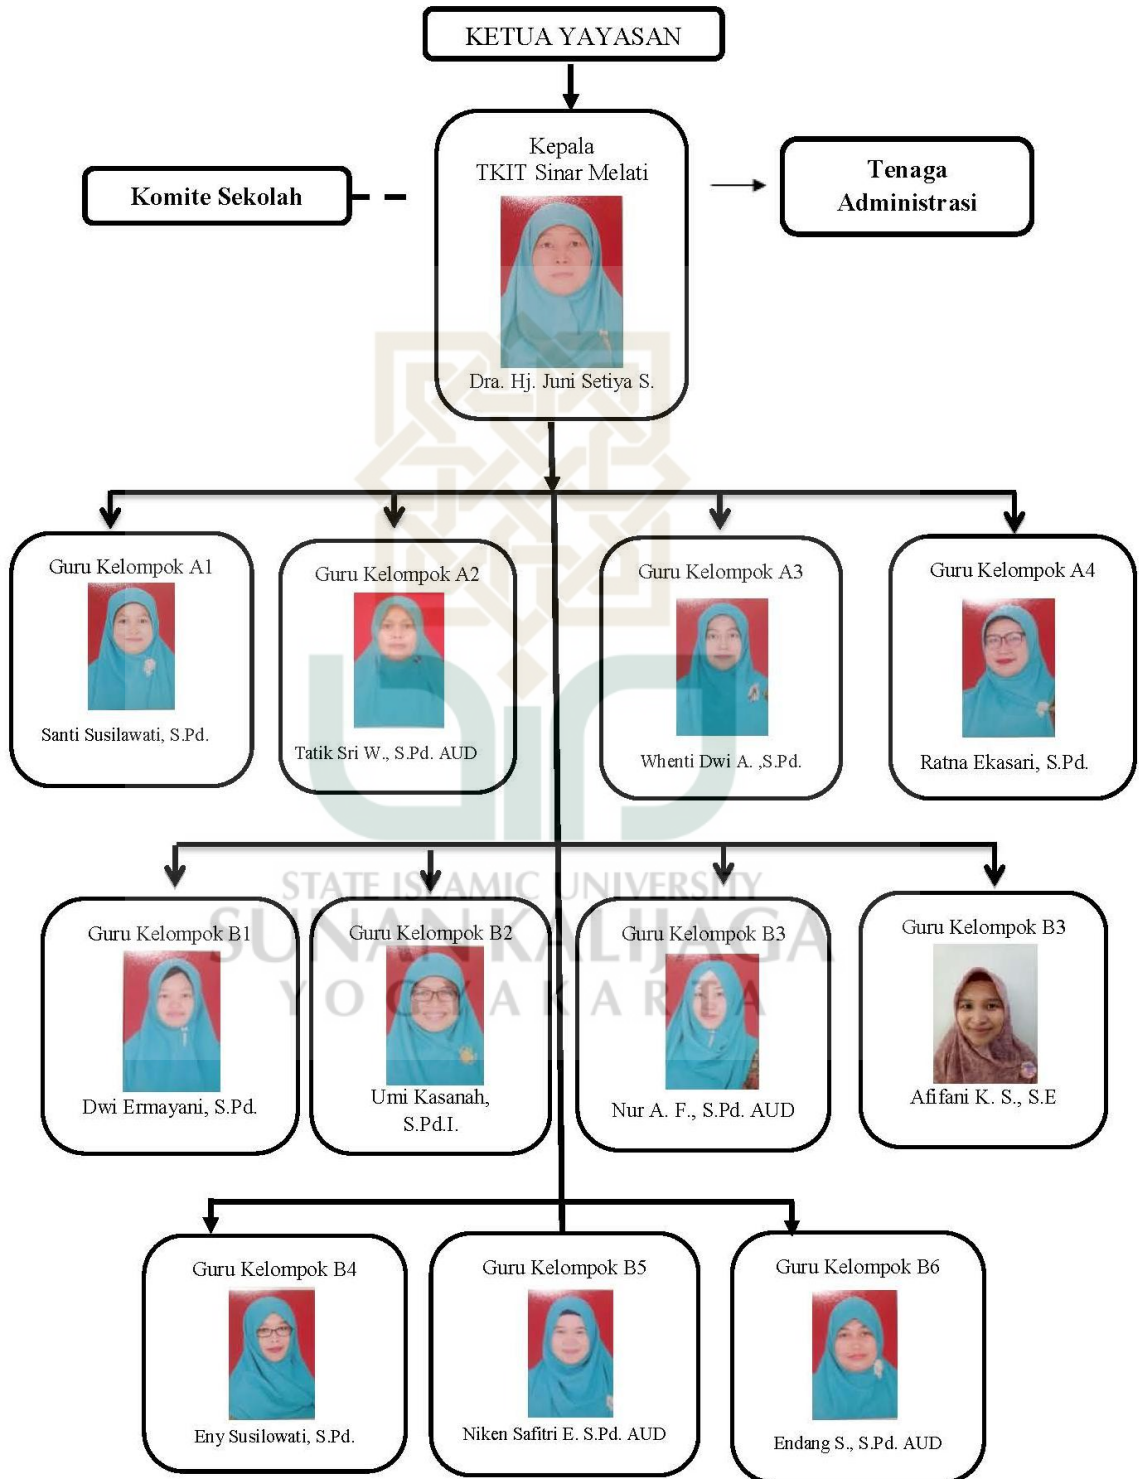 KETUA YAYASAN
Kepala
TKIT Sinar Melati
Dra. Hj. Juni Setiya S.
Komite Sekolah
Tenaga
Administrasi
Guru Kelompok A1
Santi Susilawati, S.Pd.
Guru Kelompok A2
Tatik Sri W., S.Pd. AUD
Guru Kelompok A3
Whenti Dwi A. ,S.Pd.
Guru Kelompok A4
Ratna Ekasari, S.Pd.
STATE ISLAMIC UNIVERSITY
SUNAN KALIJAGA
YOGYAKARTA
Guru Kelompok B1
Dwi Ermayani, S.Pd.
Guru Kelompok B2
Umi Kasanah,
S.Pd.I.
Guru Kelompok B3
Nur A. F., S.Pd. AUD
Guru Kelompok B3
Afifani K. S., S.E
Guru Kelompok B4
Eny Susilowati, S.Pd.
Guru Kelompok B5
Niken Safitri E. S.Pd. AUD
Guru Kelompok B6
Endang S., S.Pd. AUD